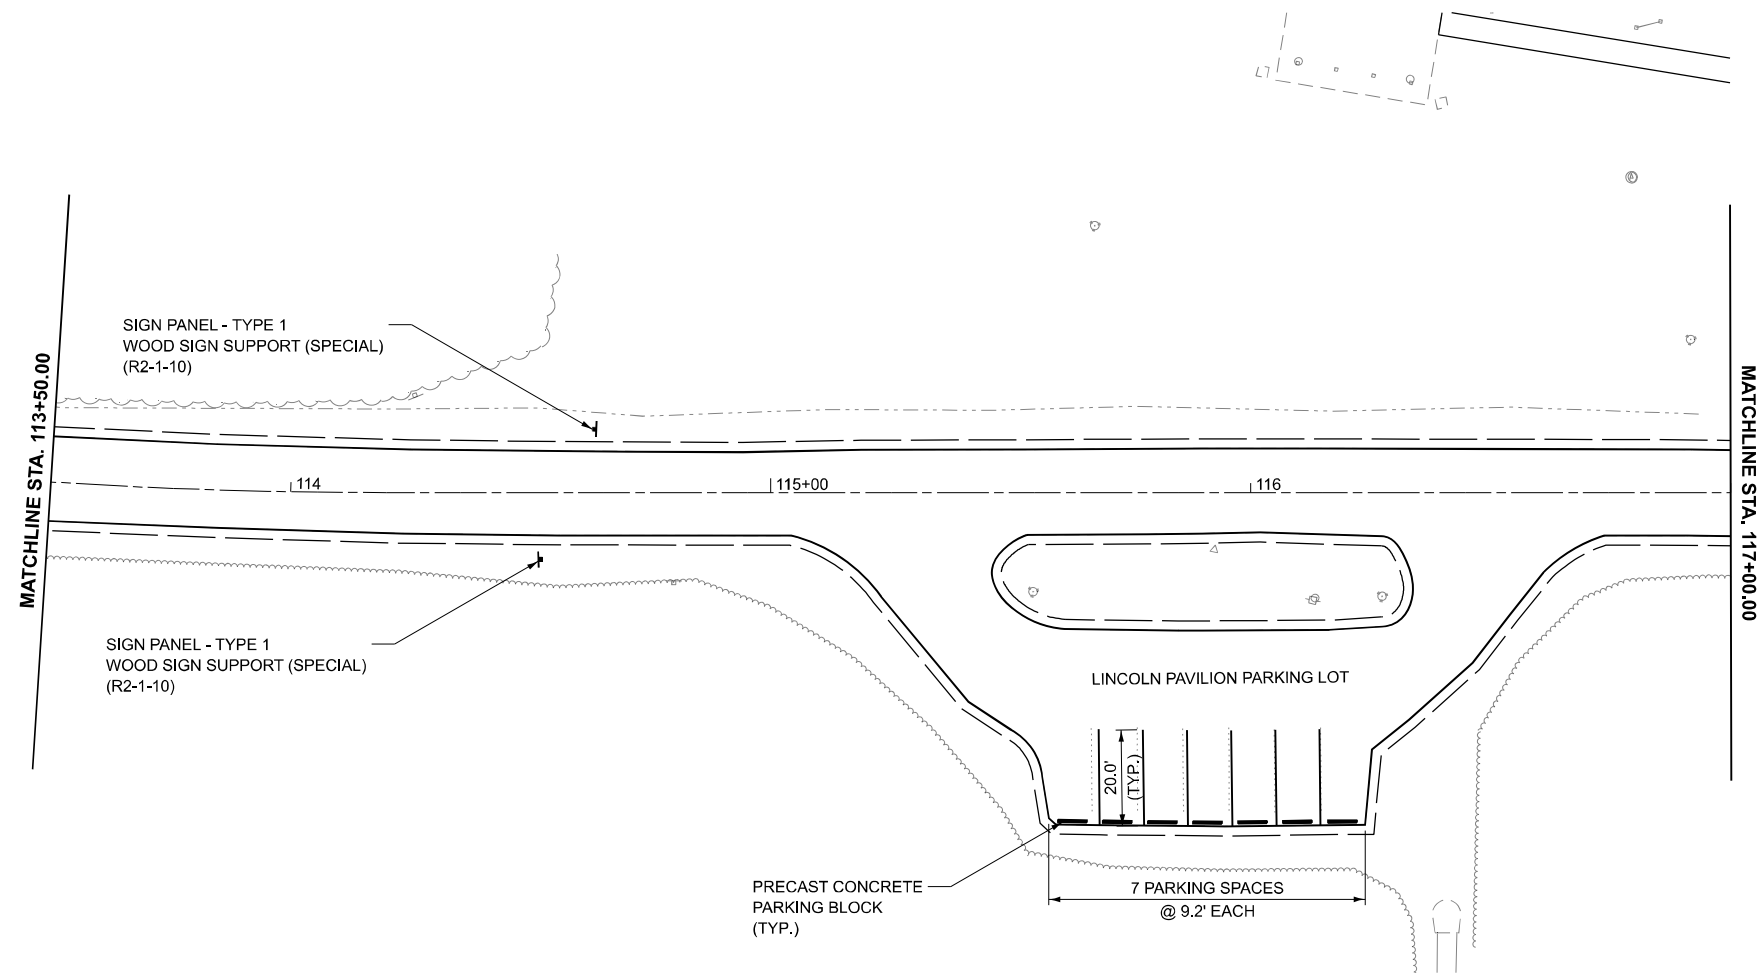 SIGN PANEL - TYPE 1
WOOD SIGN SUPPORT (SPECIAL)
(R2-1-10)
MATCHLINE STA. 113+50.00
MATCHLINE STA. 117+00.00
114
115+00
116
SIGN PANEL - TYPE 1
WOOD SIGN SUPPORT (SPECIAL)
(R2-1-10)
LINCOLN PAVILION PARKING LOT
20.0'
(TYP.)
PRECAST CONCRETE
PARKING BLOCK
(TYP.)
7 PARKING SPACES
@ 9.2' EACH